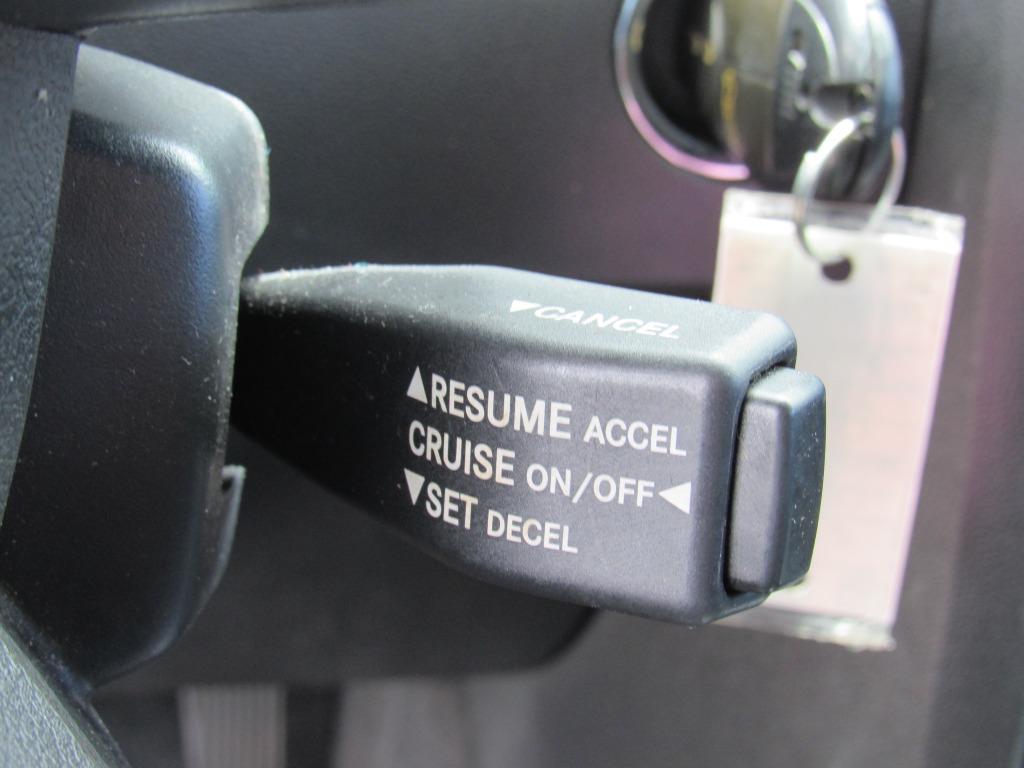 ▼CANCEL
▲RESUME ACCEL
CRUISE ON/OFF◀
▼SET DECEL